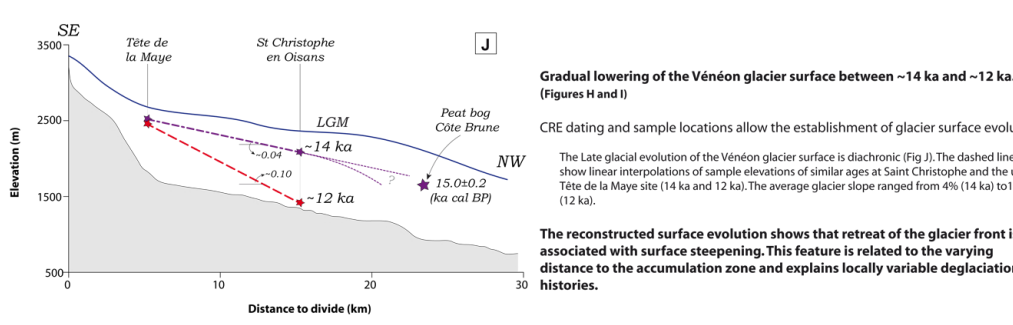 SE
J
3500
Tête de
la Maye
St Christophe
en Oisans
LGM
Peat bog
Côte Brune
NW
2500
~14 ka
~0.04
~0.10
?
15.0±0.2
(ka cal BP)
1500
~12 ka
500
0
10
20
30
Elevation (m)
Distance to divide (km)
Gradual lowering of the Vénéon glacier surface between ~14 ka and ~12 ka.
(Figures H and I)
CRE dating and sample locations allow the establishment of glacier surface evolu
The Late glacial evolution of the Vénéon glacier surface is diachronic (Fig J). The dashed line
show linear interpolations of sample elevations of similar ages at Saint Christophe and the u
Tête de la Maye site (14 ka and 12 ka). The average glacier slope ranged from 4% (14 ka) to1
(12 ka).
The reconstructed surface evolution shows that retreat of the glacier front i
associated with surface steepening. This feature is related to the varying
distance to the accumulation zone and explains locally variable deglaciatio
histories.